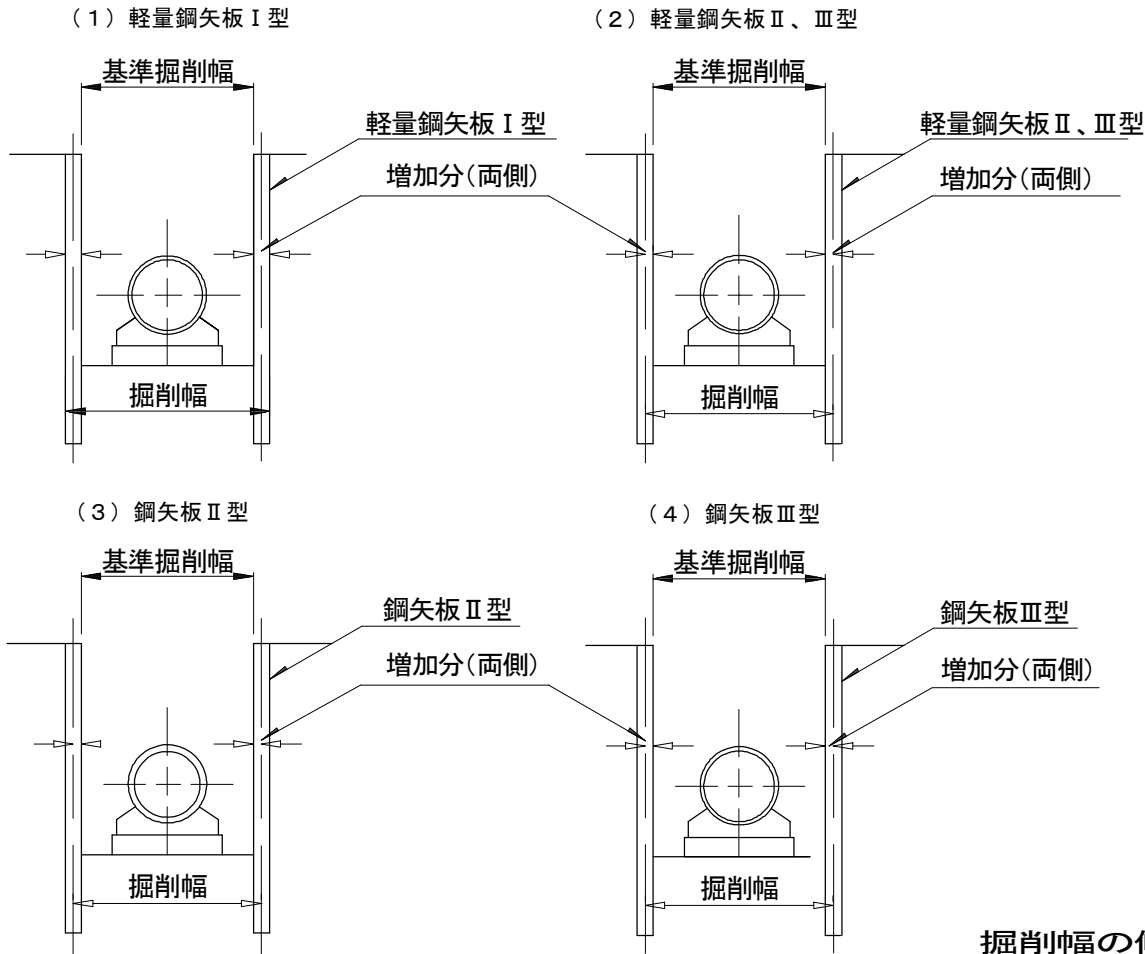 （１）軽量鋼矢板Ⅰ型
基準掘削幅
軽量鋼矢板Ⅰ型
増加分（両側）
掘削幅
（２）軽量鋼矢板Ⅱ、Ⅲ型
基準掘削幅
軽量鋼矢板Ⅱ、Ⅲ型
増加分（両側）
掘削幅
（３）鋼矢板Ⅱ型
基準掘削幅
鋼矢板Ⅱ型
増加分（両側）
掘削幅
（４）鋼矢板Ⅲ型
基準掘削幅
鋼矢板Ⅲ型
増加分（両側）
掘削幅
掘削幅の